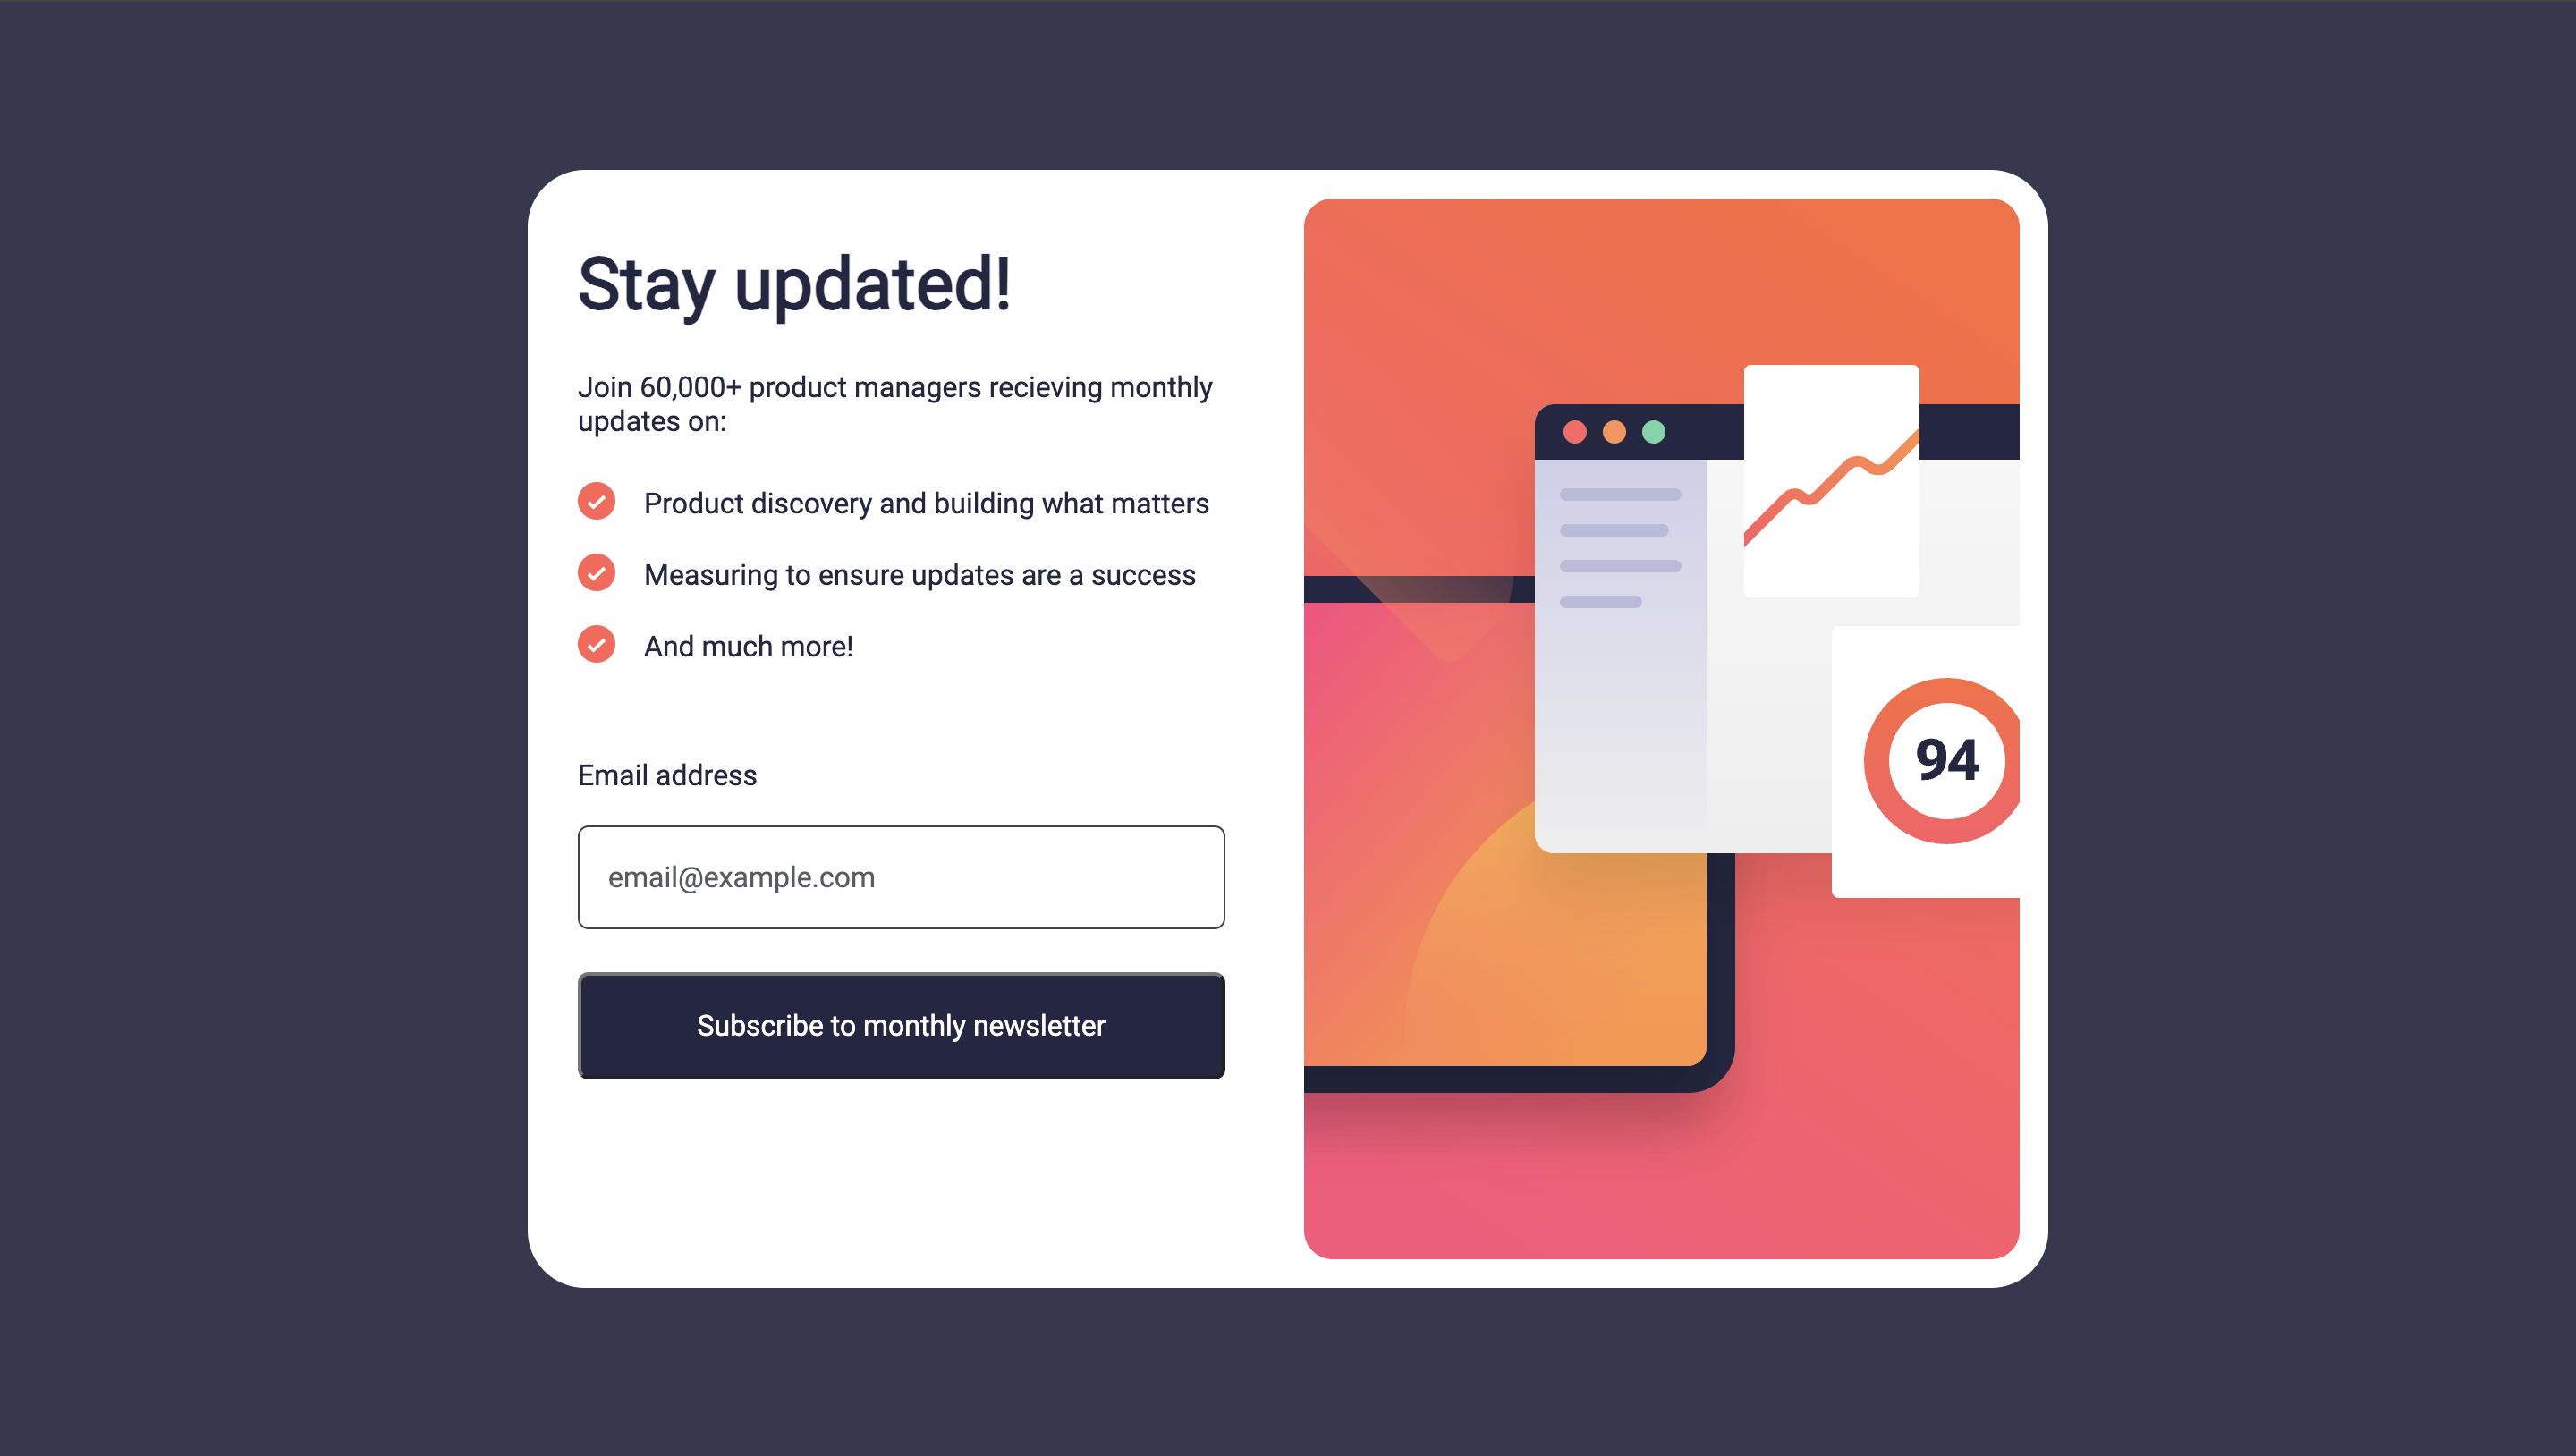 Stay updated!
Join 60,000+ product managers recieving monthly
updates on:
Product discovery and building what matters
Measuring to ensure updates are a success
And much more!
Email address
email@example.com
Subscribe to monthly newsletter
94